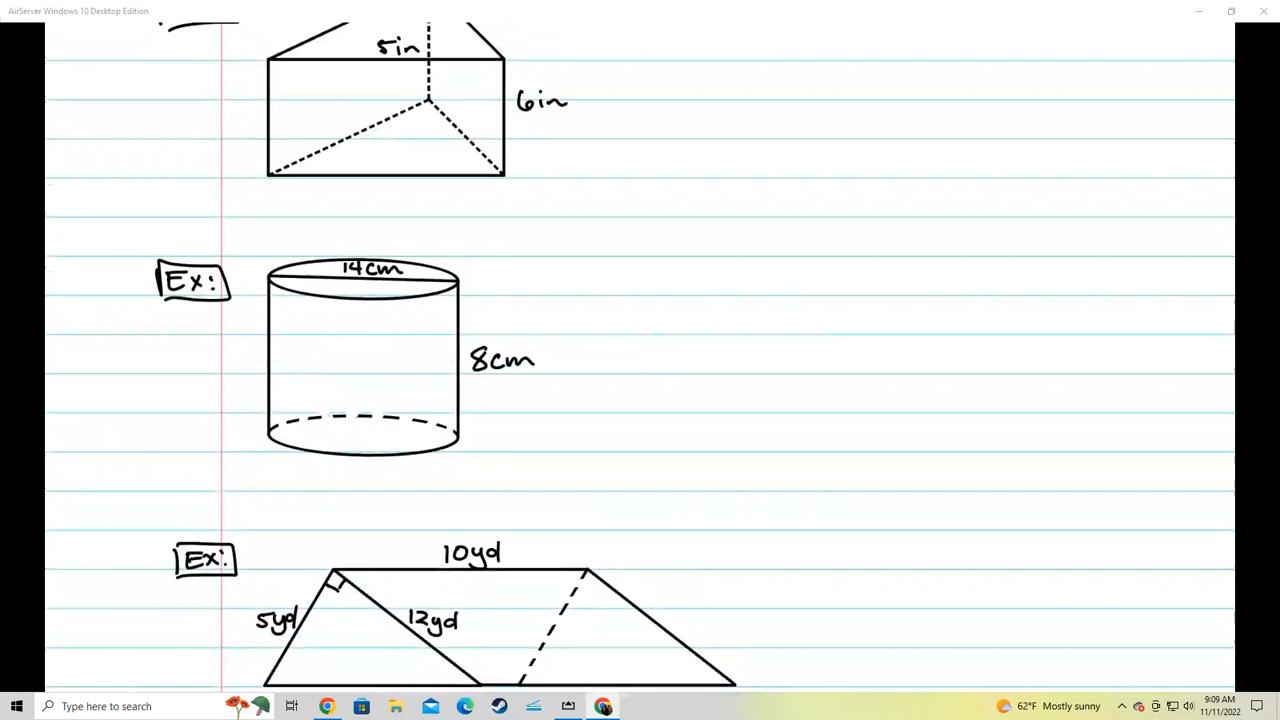 AirServer Windows 10 Desktop Edition
5in
6in
Ex:
14cm
8cm
Ex:
10yd
5yd
12yd
Type here to search
62°F Mostly sunny
9:09 AM
11/11/2022